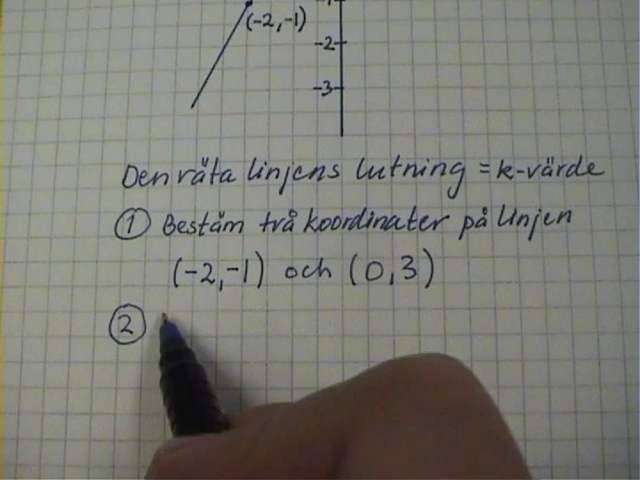 (-2,-1)
-2
-3
Den räta linjens lutning = k-värde
① Bestäm två koordinater på linjen
(-2,-1) och (0,3)
②